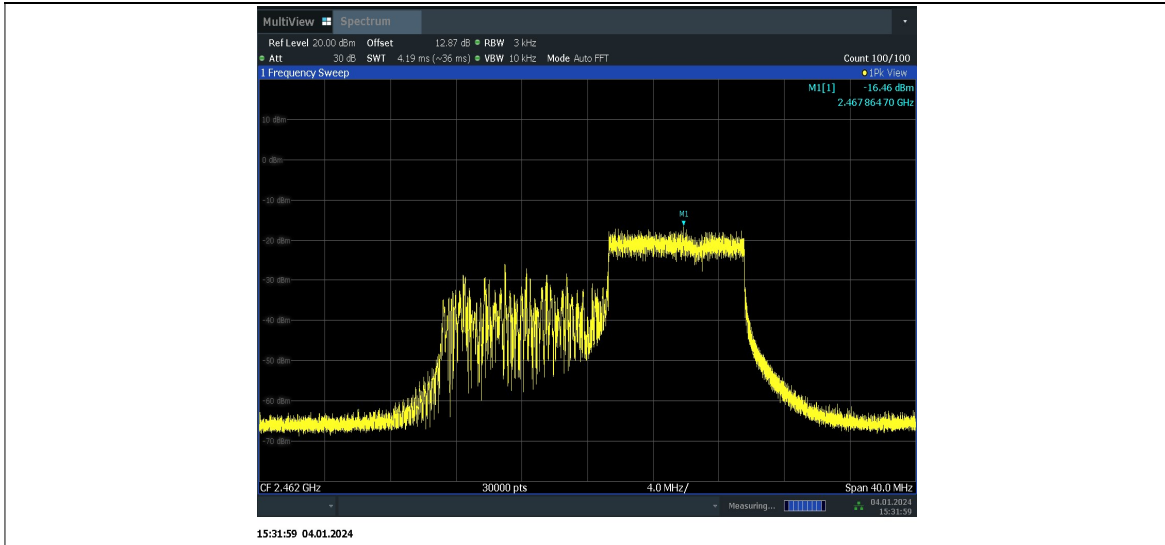 MultiView Spectrum
Ref Level 20.00 dBm Offset 12.87 dB RBW 3 kHz
Att 30 dB SWT 4.19 ms (~36 ms) VBW 10 kHz Mode Auto FFT Count 100/100
1 Frequency Sweep 1Pk View
M1[1] -16.46 dBm
2.467 864 70 GHz
10 dBm
0 dBm
-10 dBm
M1
-20 dBm
-30 dBm
-40 dBm
-50 dBm
-60 dBm
-70 dBm
CF 2.462 GHz 30000 pts 4.0 MHz/ Span 40.0 MHz
Measuring... 04.01.2024
15:31:59
15:31:59 04.01.2024